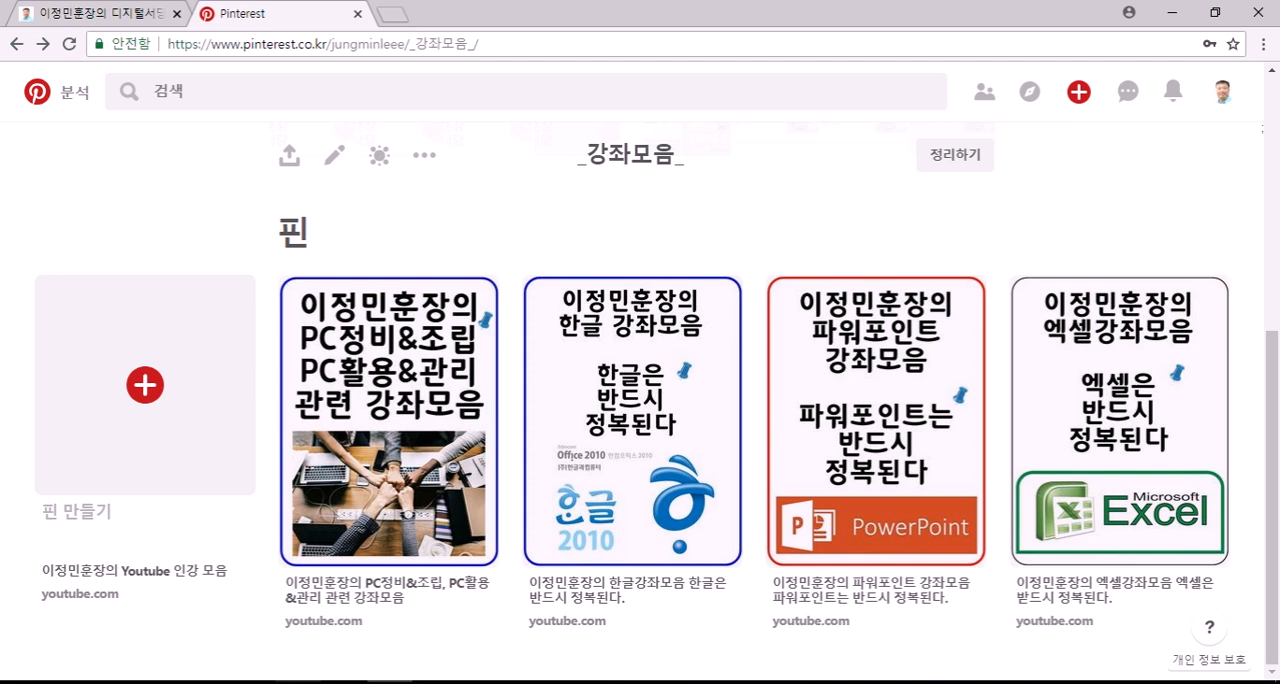 이정민훈장의 디지털서당
Pinterest
안전함
https://www.pinterest.co.kr/jungminleee/_강좌모음_/
분석
검색
_강좌모음_
정리하기
핀
핀 만들기
이정민훈장의 Youtube 인강 모음
youtube.com
이정민훈장의
PC정비&조립
PC활용&관리
관련 강좌모음
이정민훈장의 PC정비&조립, PC활용
&관리 관련 강좌모음
youtube.com
이정민훈장의
한글 강좌모음
한글은
반드시
정복된다
Office 2010 한컴오피스 2010
(주)한글과컴퓨터
한글
2010
이정민훈장의 한글강좌모음 한글은
반드시 정복된다.
youtube.com
이정민훈장의
파워포인트
강좌모음
파워포인트는
반드시
정복된다
PowerPoint
이정민훈장의 파워포인트 강좌모음
파워포인트는 반드시 정복된다.
youtube.com
이정민훈장의
엑셀강좌모음
엑셀은
반드시
정복된다
Microsoft
Excel
이정민훈장의 엑셀강좌모음 엑셀은
받드시 정복된다.
youtube.com
?
개인 정보 보호